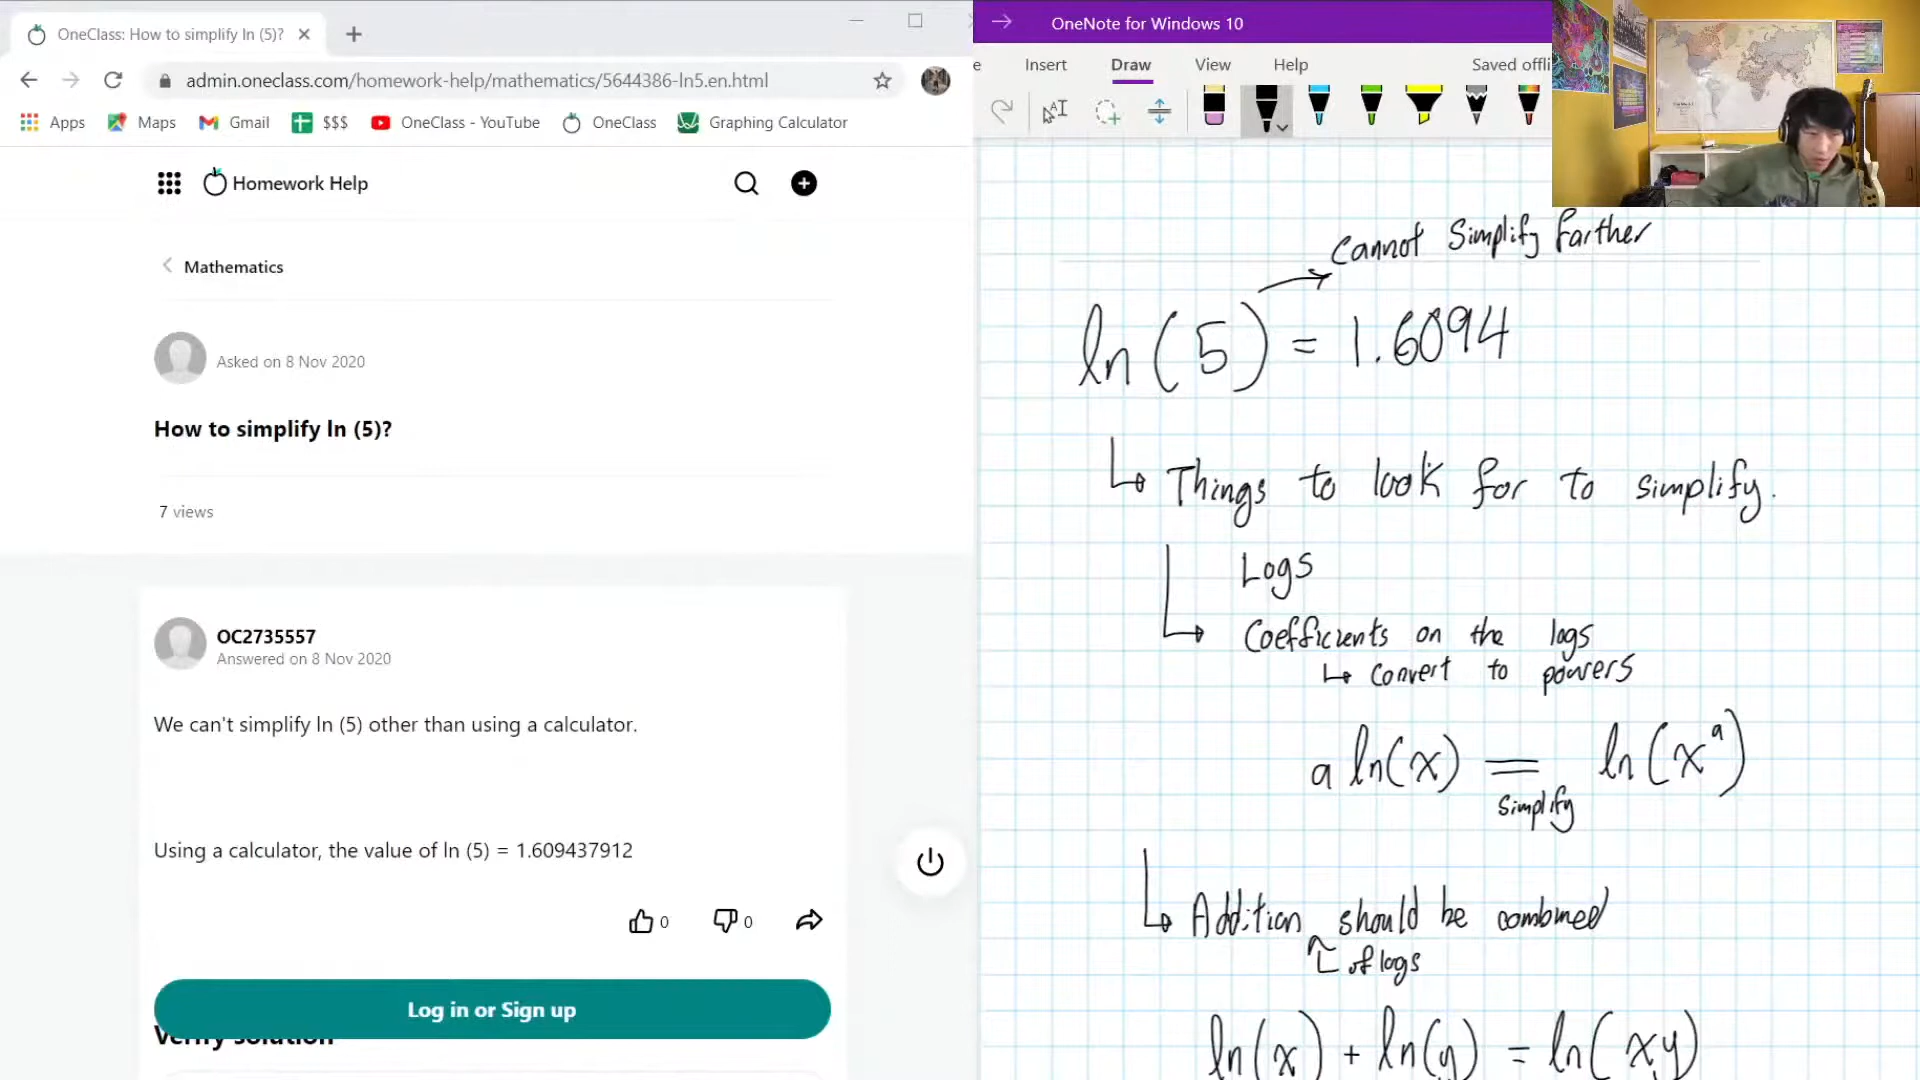 OneClass: How to simplify ln (5)?
admin.oneclass.com/homework-help/mathematics/5644386-ln5.en.html
Apps Maps Gmail $$$ OneClass - YouTube OneClass Graphing Calculator
Homework Help
Mathematics
Asked on 8 Nov 2020
How to simplify ln (5)?
7 views
OC2735557
Answered on 8 Nov 2020
We can't simplify ln (5) other than using a calculator.
Using a calculator, the value of ln (5) = 1.609437912
0 0
Log in or Sign up
Verify solution
OneNote for Windows 10
e Insert Draw View Help Saved offli
Cannot Simplify Farther
ln(5) = 1.6094
↳ Things to look for to simplify.
Logs
↳ Coefficients on the logs
↳ Convert to powers
a ln(x) = ln(x^a)
simplify
↳ Addition should be combined
of logs
ln(x) + ln(y) = ln(xy)